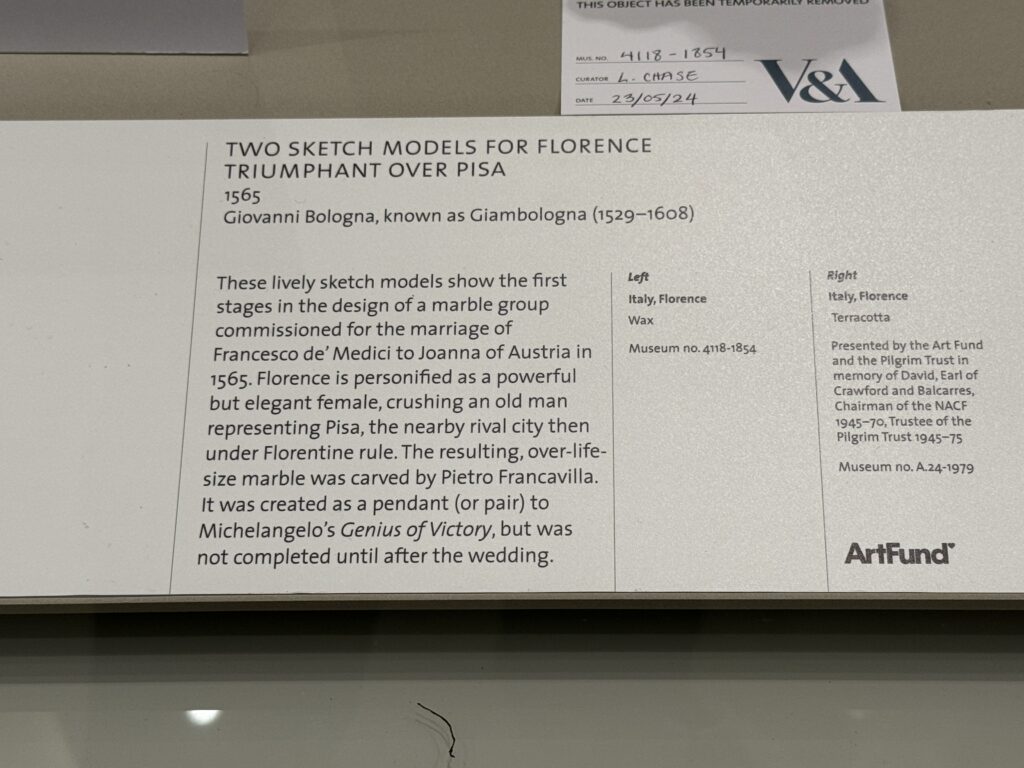 THIS OBJECT HAS BEEN TEMPORARILY REMOVED
MUS. NO. 4118-1854
CURATOR L. CHASE
DATE 23/05/24
V&A
TWO SKETCH MODELS FOR FLORENCE
TRIUMPHANT OVER PISA
1565
Giovanni Bologna, known as Giambologna (1529–1608)
These lively sketch models show the first
stages in the design of a marble group
commissioned for the marriage of
Francesco de’ Medici to Joanna of Austria in
1565. Florence is personified as a powerful
but elegant female, crushing an old man
representing Pisa, the nearby rival city then
under Florentine rule. The resulting, over-life-
size marble was carved by Pietro Francavilla.
It was created as a pendant (or pair) to
Michelangelo’s Genius of Victory, but was
not completed until after the wedding.
Left
Italy, Florence
Wax
Museum no. 4118-1854
Right
Italy, Florence
Terracotta
Presented by the Art Fund
and the Pilgrim Trust in
memory of David, Earl of
Crawford and Balcarres,
Chairman of the NACF
1945–70, Trustee of the
Pilgrim Trust 1945–75
Museum no. A.24-1979
ArtFund